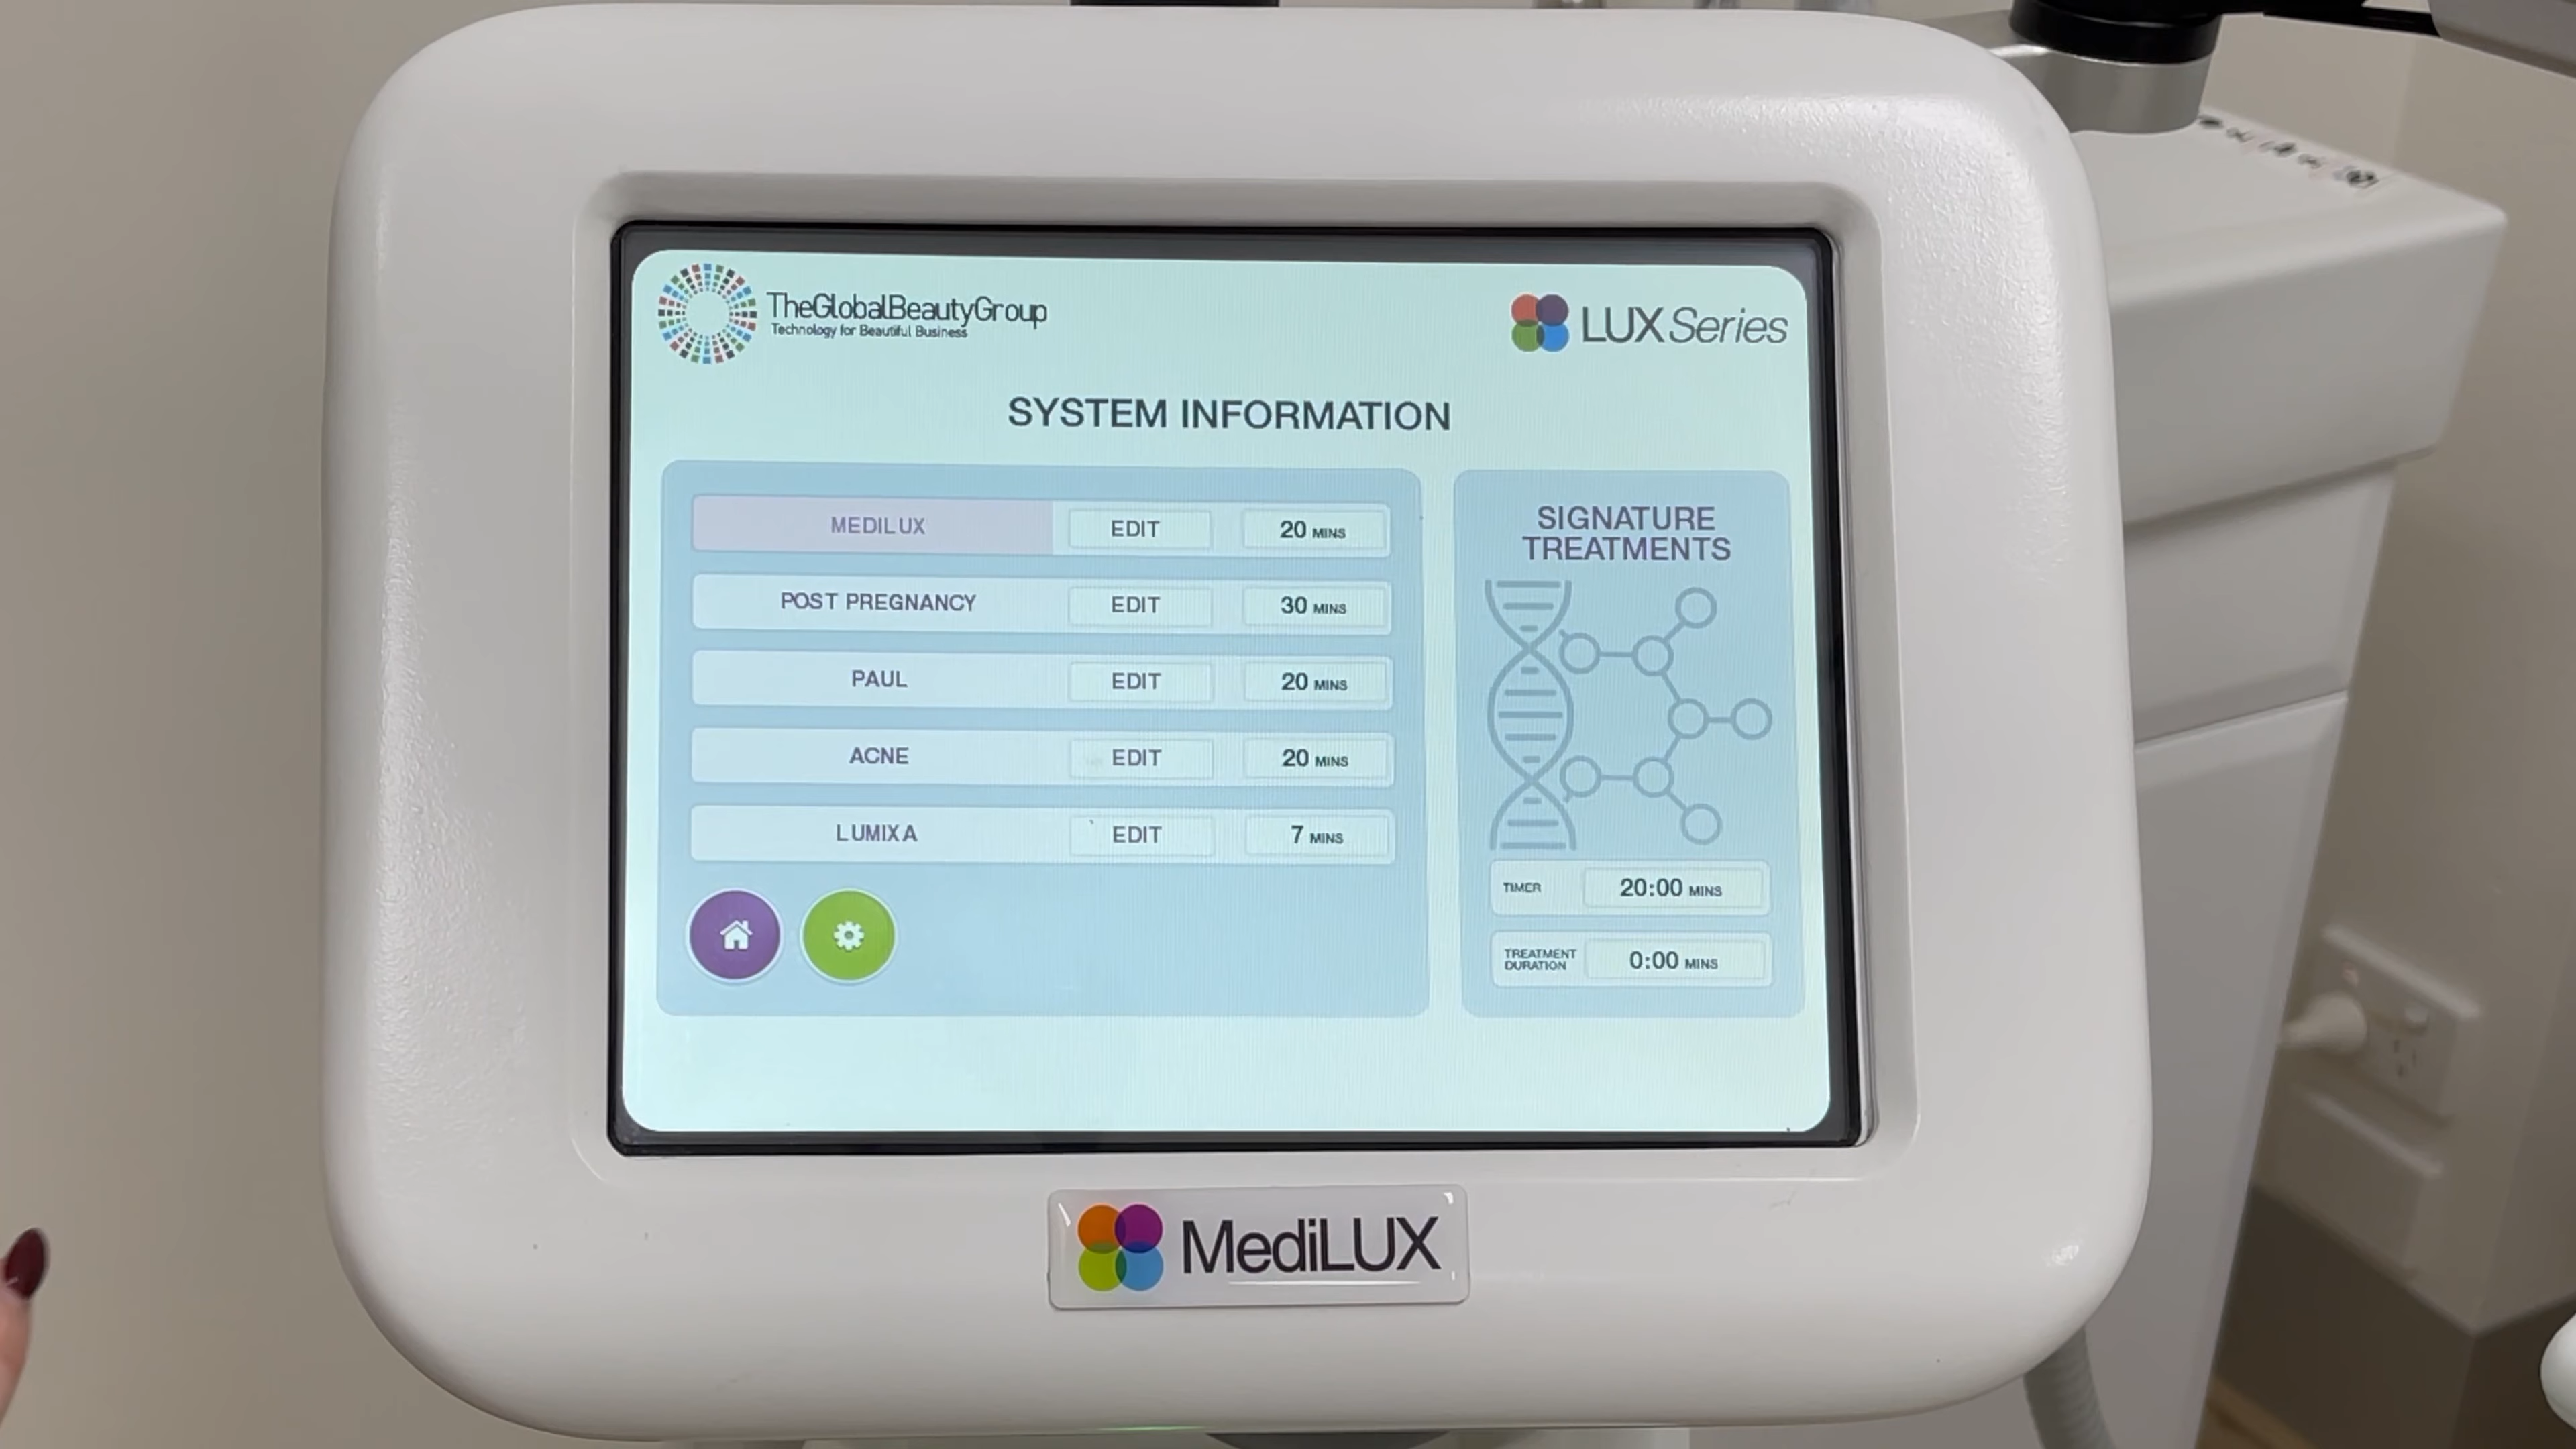 TheGlobalBeautyGroup
Technology for Beautiful Business
LUX Series
SYSTEM INFORMATION
MEDILUX EDIT 20 MINS
POST PREGNANCY EDIT 30 MINS
PAUL EDIT 20 MINS
ACNE EDIT 20 MINS
LUMIXA EDIT 7 MINS
SIGNATURE
TREATMENTS
TIMER 20:00 MINS
TREATMENT
DURATION 0:00 MINS
MediLUX